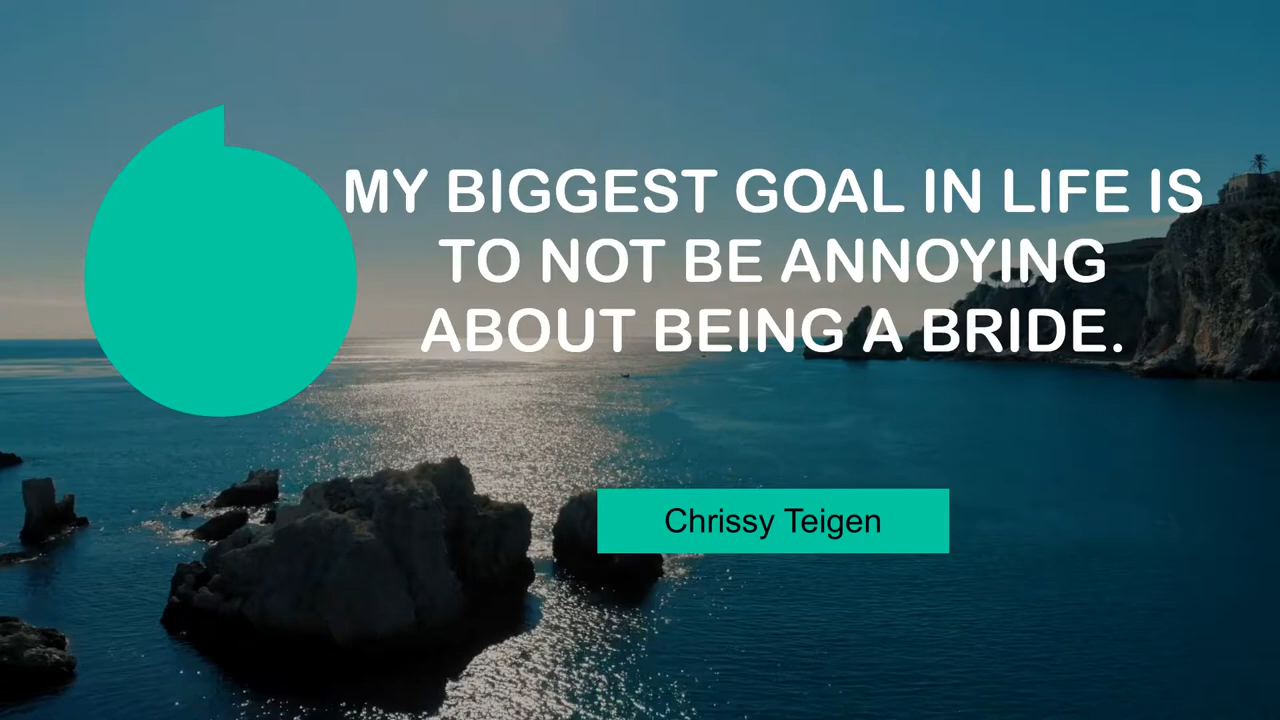 MY BIGGEST GOAL IN LIFE IS
TO NOT BE ANNOYING
ABOUT BEING A BRIDE.
Chrissy Teigen